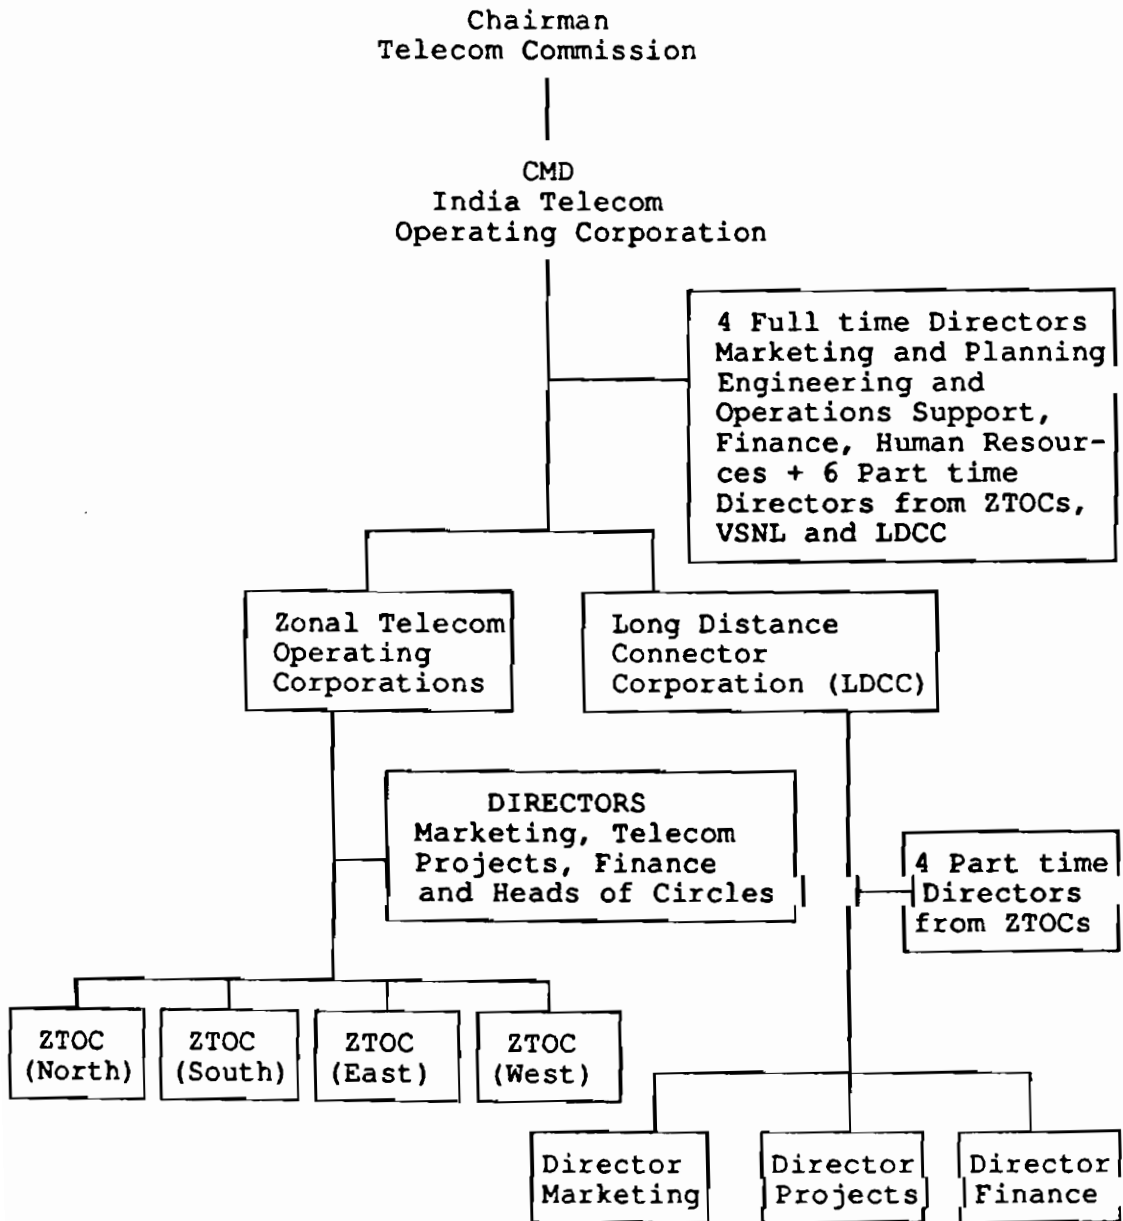 Chairman
Telecom Commission
CMD
India Telecom
Operating Corporation
4 Full time Directors
Marketing and Planning
Engineering and
Operations Support,
Finance, Human Resour-
ces + 6 Part time
Directors from ZTOCs,
VSNL and LDCC
Zonal Telecom
Operating
Corporations
Long Distance
Connector
Corporation (LDCC)
DIRECTORS
Marketing, Telecom
Projects, Finance
and Heads of Circles
4 Part time
Directors
from ZTOCs
ZTOC
(North)
ZTOC
(South)
ZTOC
(East)
ZTOC
(West)
Director
Marketing
Director
Projects
Director
Finance